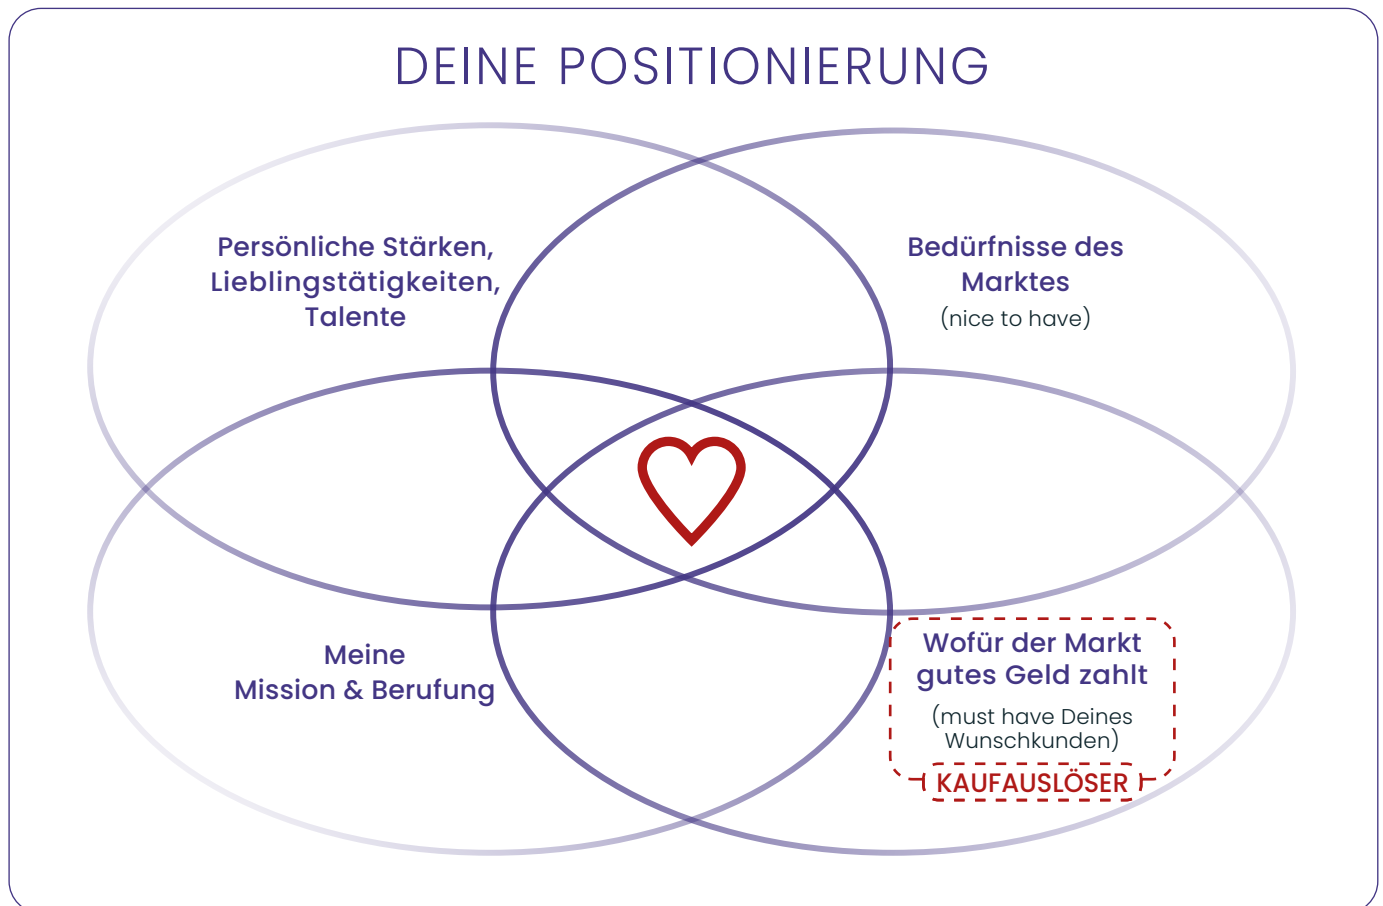 DEINE POSITIONIERUNG
Persönliche Stärken,
Lieblingstätigkeiten,
Talente
Bedürfnisse des
Marktes
(nice to have)
Meine
Mission & Berufung
Wofür der Markt
gutes Geld zahlt
(must have Deines
Wunschkunden)
KAUFAUSLÖSER